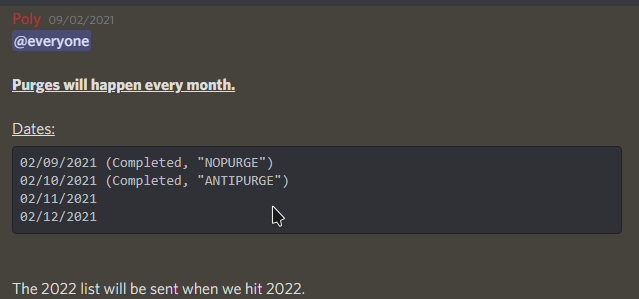 Poly 09/02/2021
@everyone
Purges will happen every month.
Dates:
02/09/2021 (Completed, "NOPURGE")
02/10/2021 (Completed, "ANTIPURGE")
02/11/2021
02/12/2021
The 2022 list will be sent when we hit 2022.